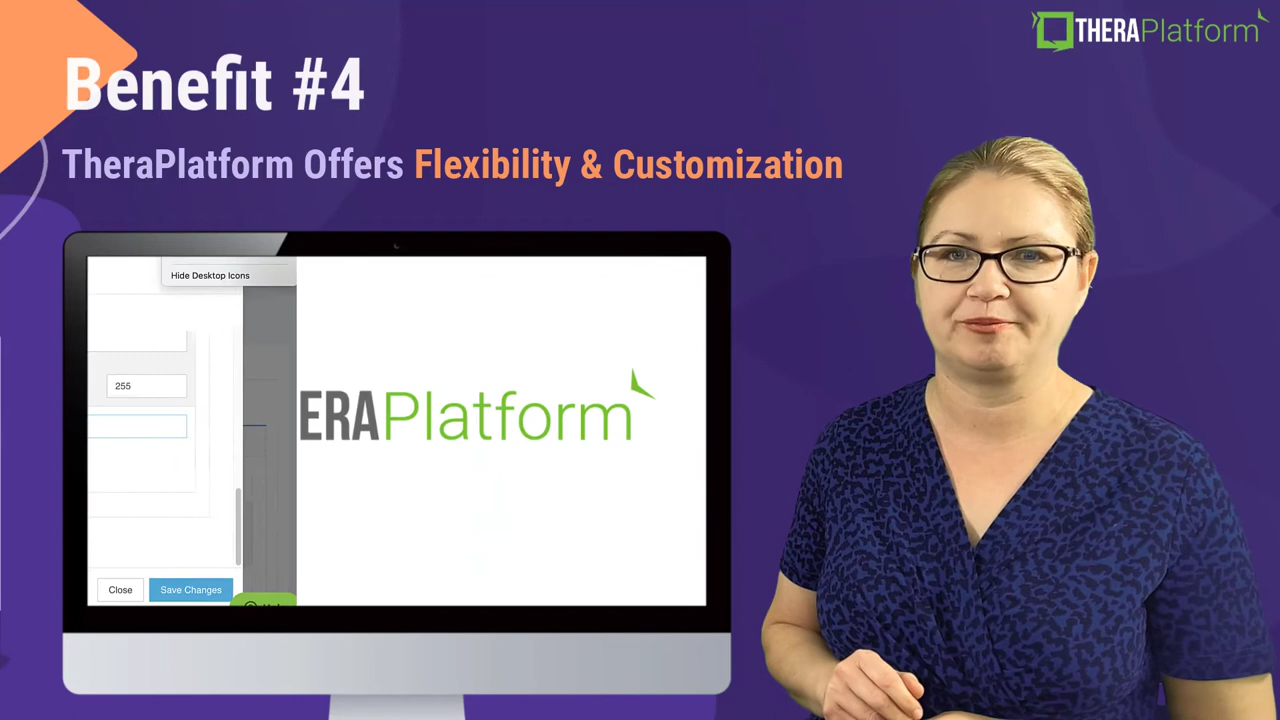 THERAPlatform
Benefit #4
TheraPlatform Offers Flexibility & Customization
Hide Desktop Icons
255
ERAPlatform
Close
Save Changes